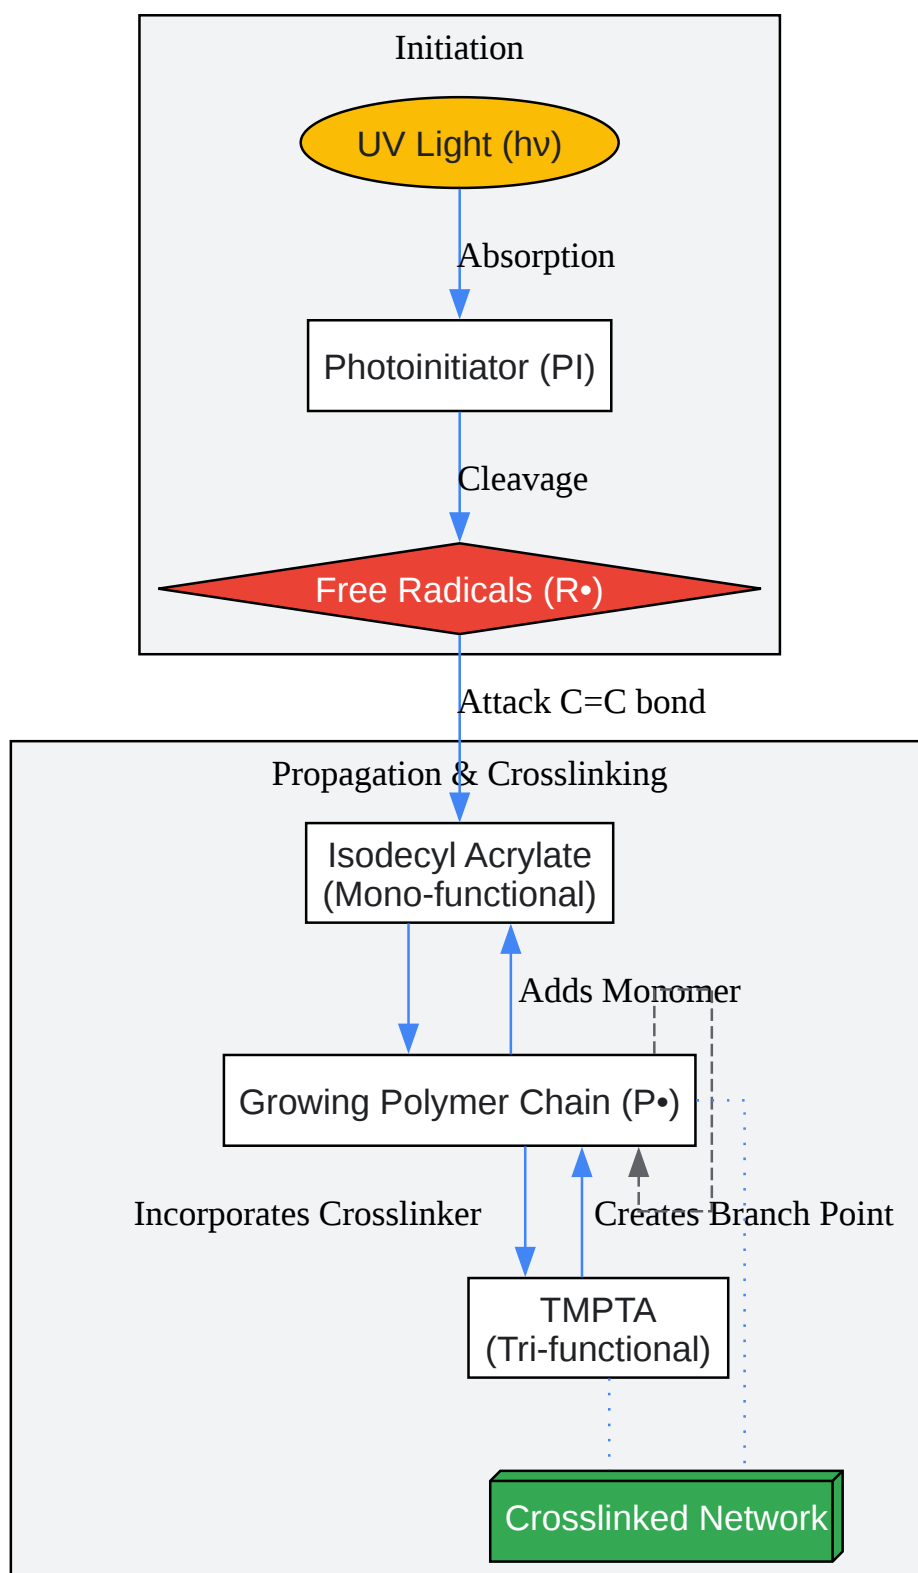 Initiation
UV Light (hν)
Absorption
Photoinitiator (PI)
Cleavage
Free Radicals (R•)
Attack C=C bond
Propagation & Crosslinking
Isodecyl Acrylate
(Mono-functional)
Adds Monomer
Growing Polymer Chain (P•)
Incorporates Crosslinker
Creates Branch Point
TMPTA
(Tri-functional)
Crosslinked Network